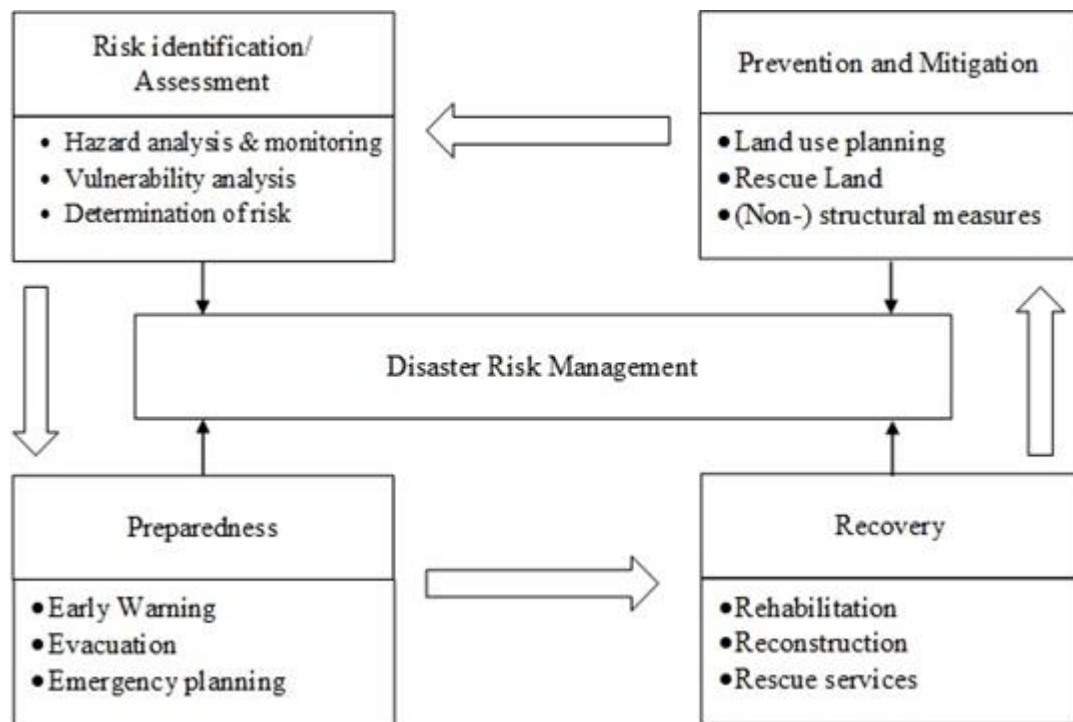 Risk identification/
Assessment
• Hazard analysis & monitoring
• Vulnerability analysis
• Determination of risk
Prevention and Mitigation
•Land use planning
•Rescue Land
•(Non-) structural measures
Disaster Risk Management
Preparedness
•Early Warning
•Evacuation
•Emergency planning
Recovery
•Rehabilitation
•Reconstruction
•Rescue services